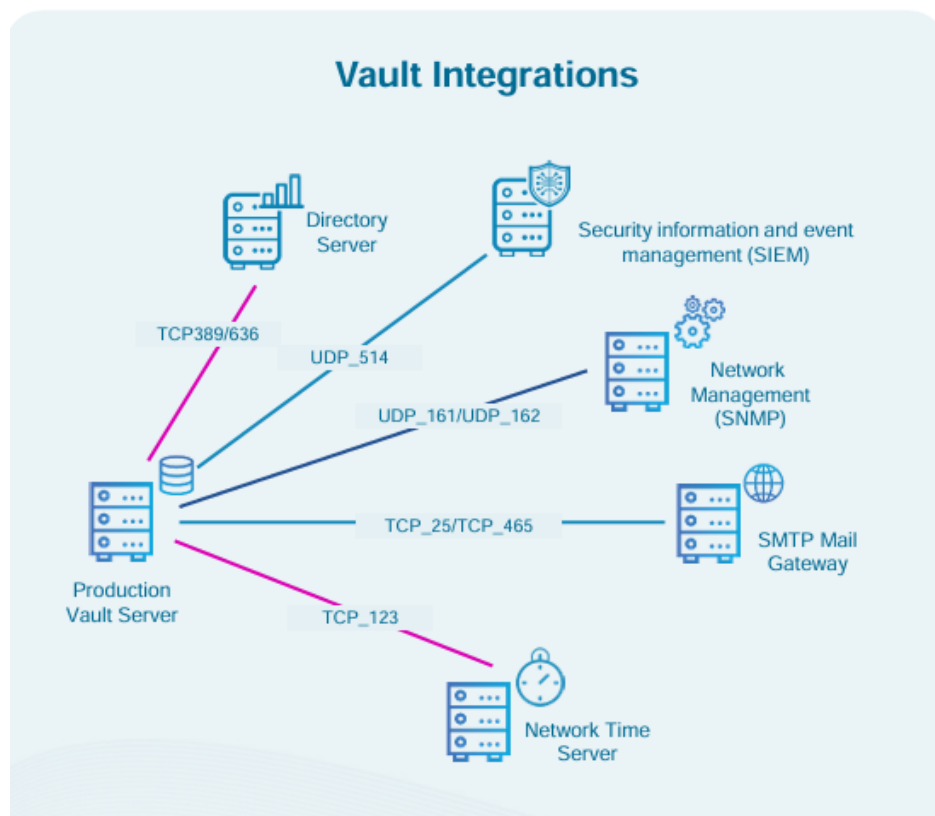 Vault Integrations
Directory
Server
Security information and event
management (SIEM)
TCP389/636
UDP_514
Network
Management
(SNMP)
UDP_161/UDP_162
TCP_25/TCP_465
SMTP Mail
Gateway
Production
Vault Server
TCP_123
Network Time
Server